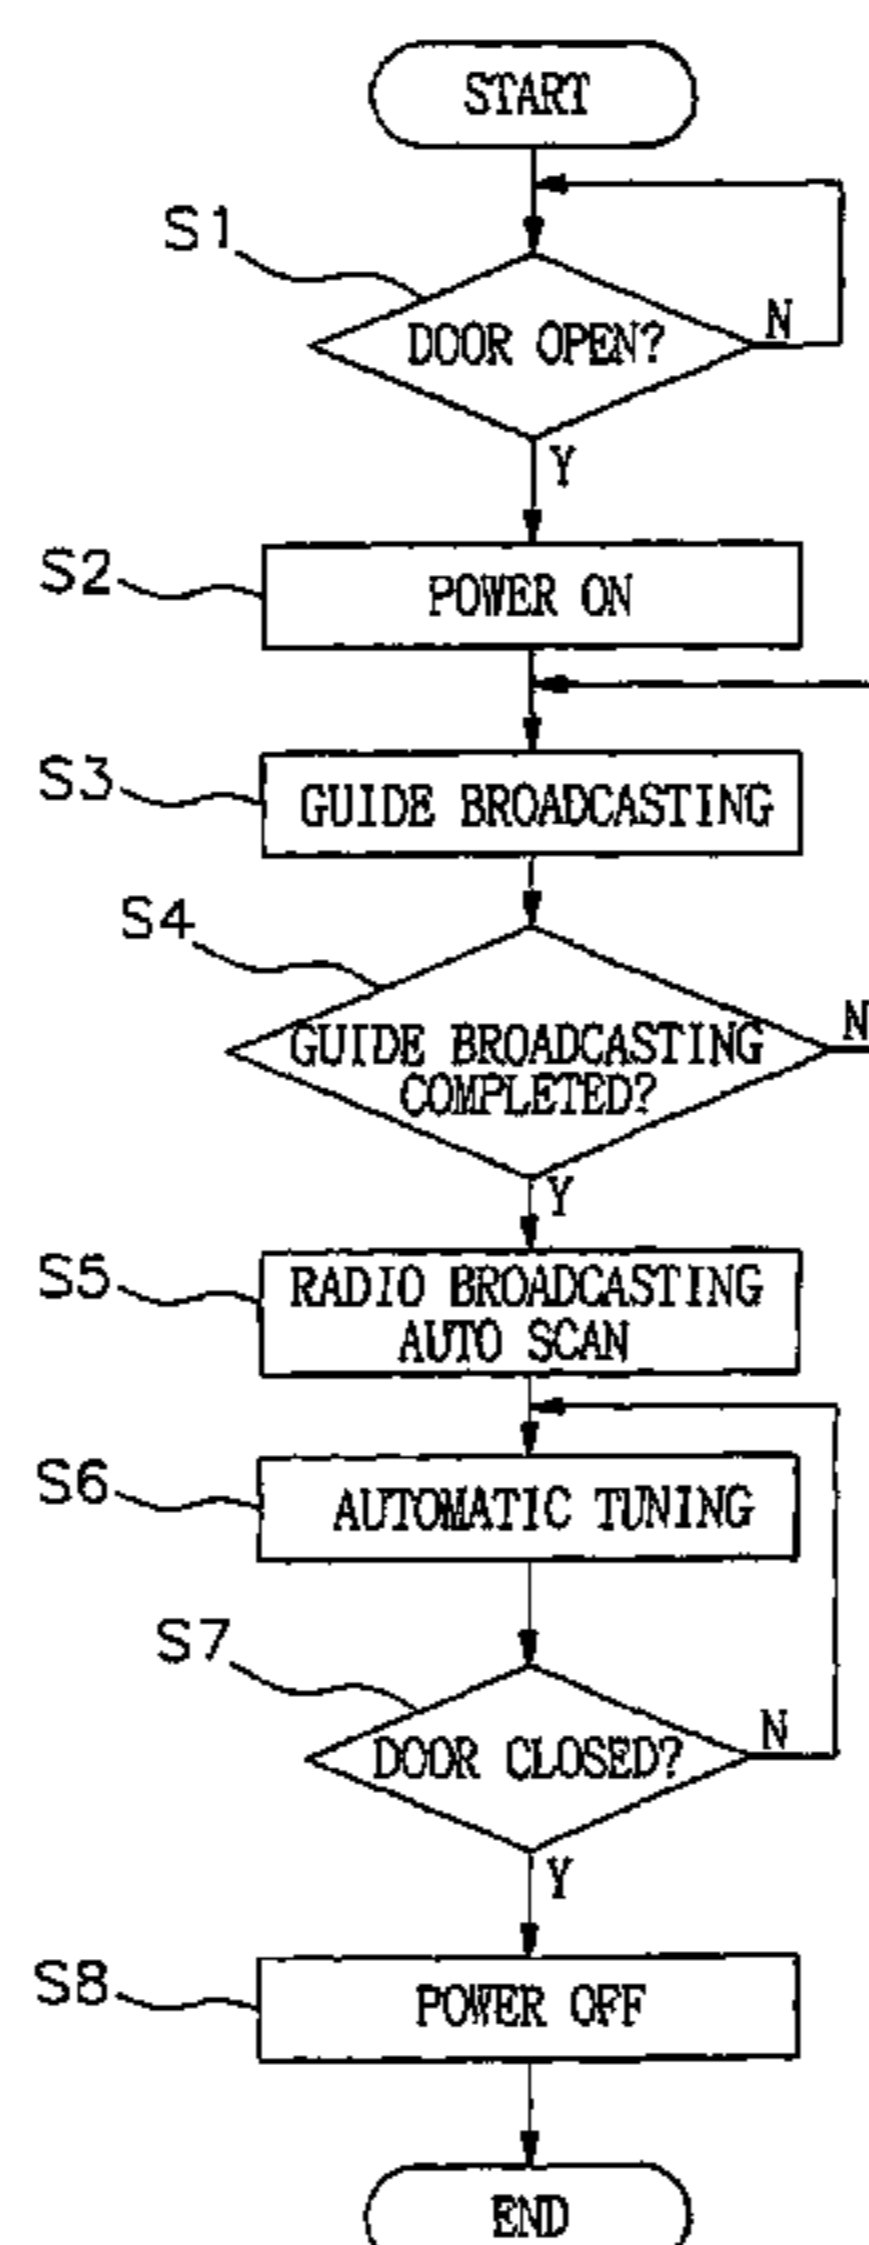 START
S1
DOOR OPEN?
N
Y
S2
POWER ON
S3
GUIDE BROADCASTING
S4
GUIDE BROADCASTING
COMPLETED?
N
Y
S5
RADIO BROADCASTING
AUTO SCAN
S6
AUTOMATIC TUNING
S7
DOOR CLOSED?
N
Y
S8
POWER OFF
END